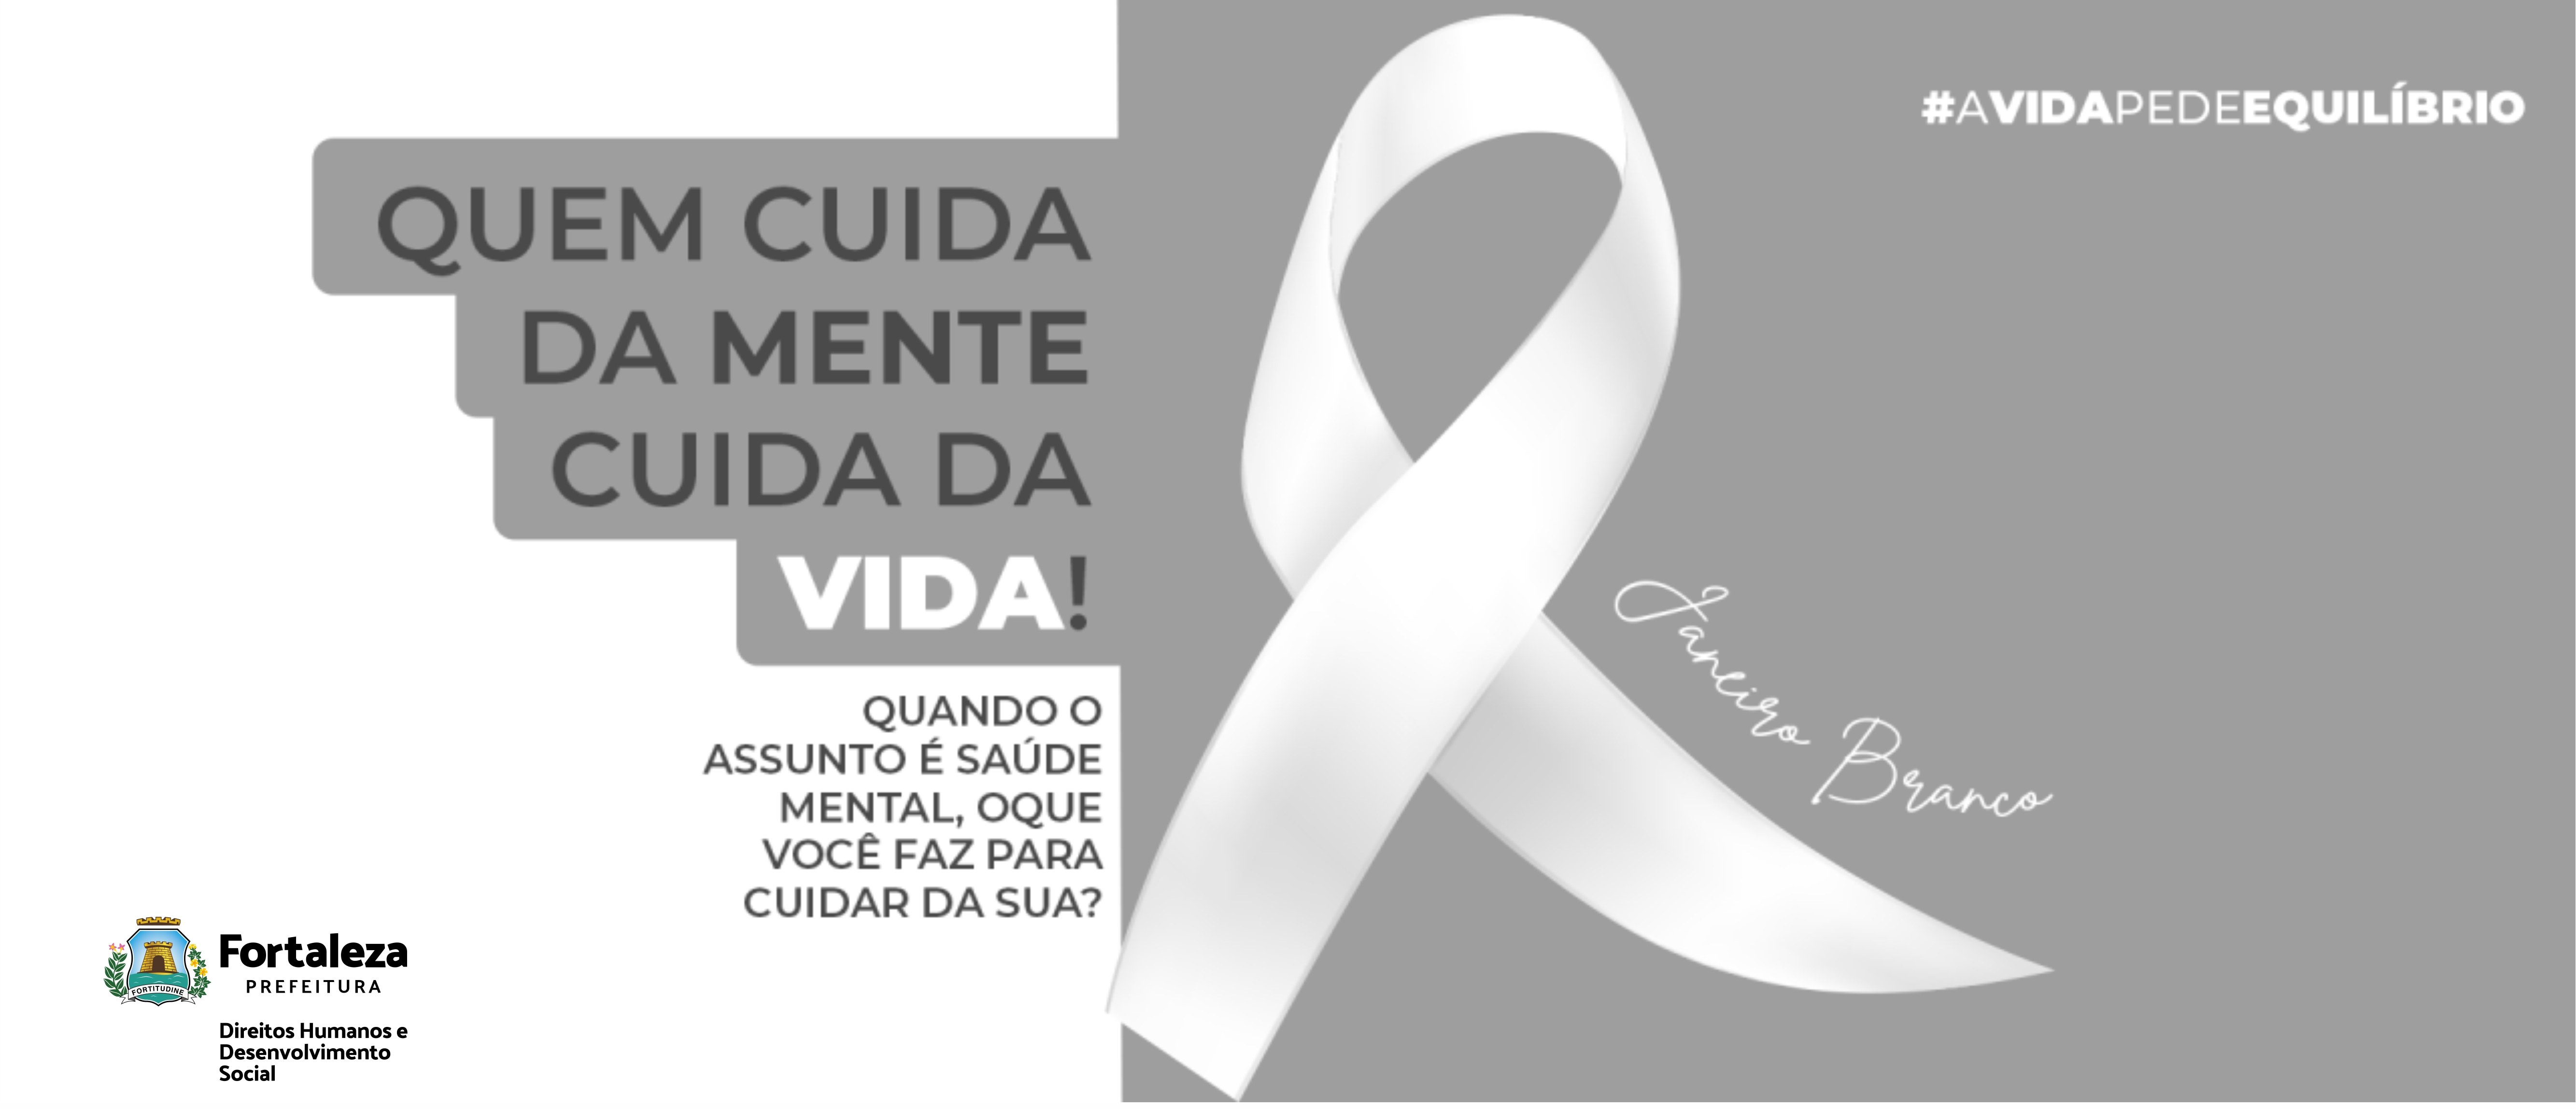 #AVIDAPEDEEQUILÍBRIO
QUEM CUIDA
DA MENTE
CUIDA DA
VIDA!
QUANDO O
ASSUNTO É SAÚDE
MENTAL, OQUE
VOCÊ FAZ PARA
CUIDAR DA SUA?
Janeiro Branco
FORTITUDINE
Fortaleza
PREFEITURA
Direitos Humanos e
Desenvolvimento
Social